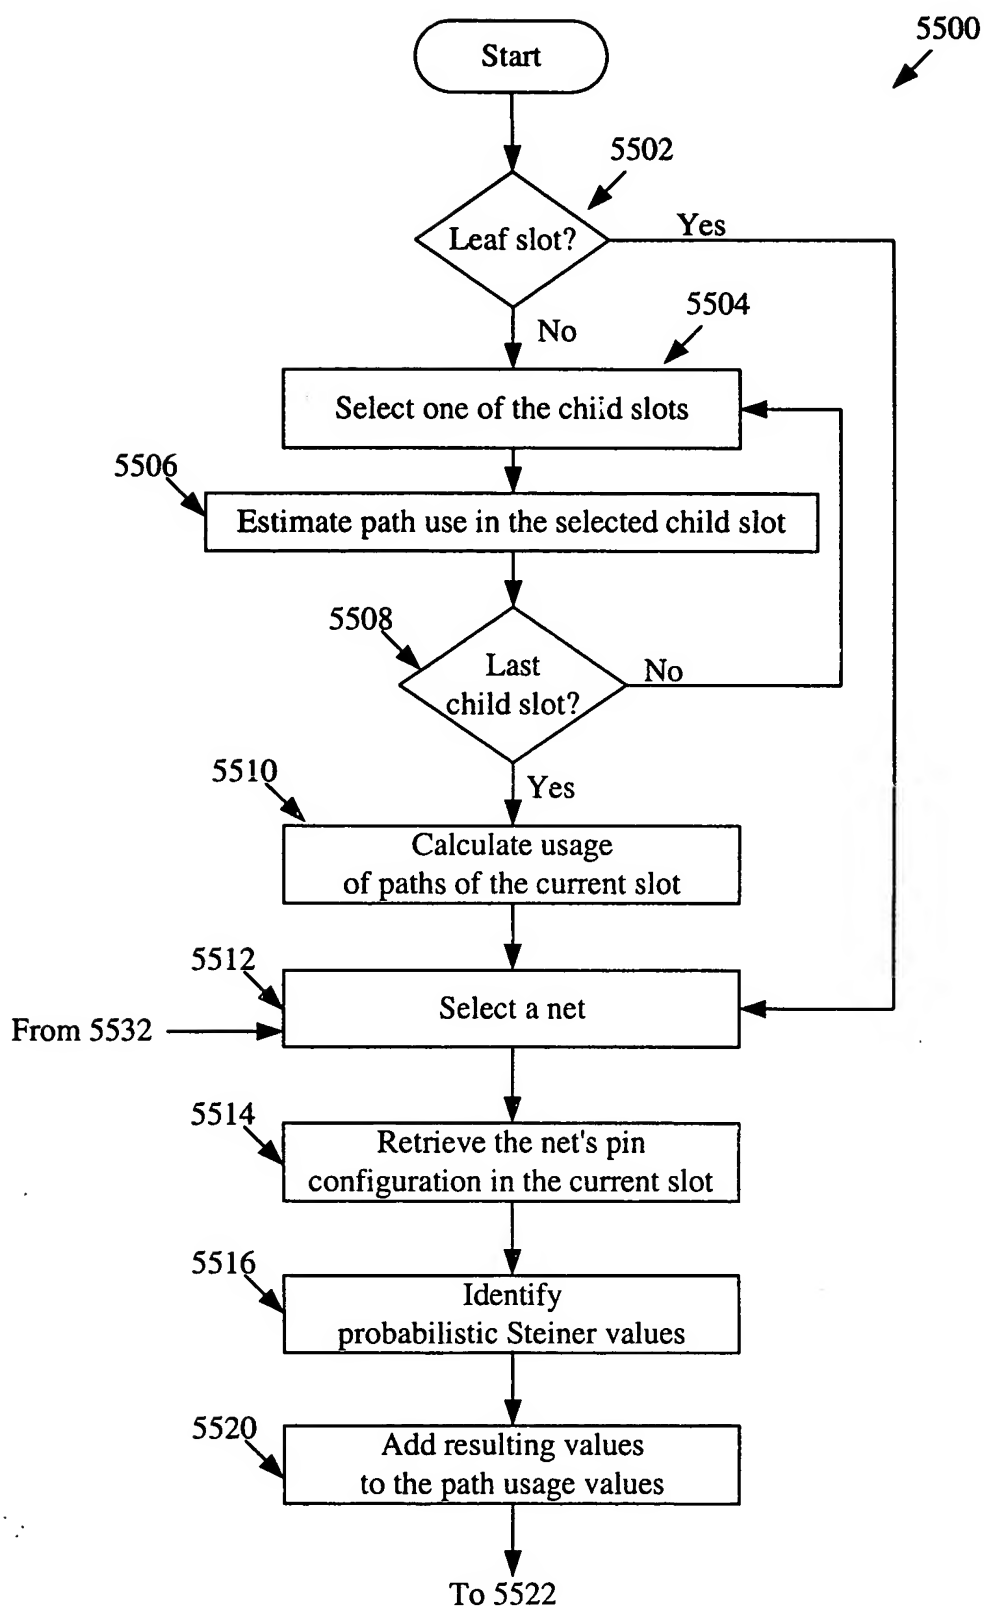 5500
Start
5502
Leaf slot?
Yes
No
5504
Select one of the child slots
5506
Estimate path use in the selected child slot
5508
Last
child slot?
No
Yes
5510
Calculate usage
of paths of the current slot
5512
Select a net
From 5532
5514
Retrieve the net's pin
configuration in the current slot
5516
Identify
probabilistic Steiner values
5520
Add resulting values
to the path usage values
To 5522